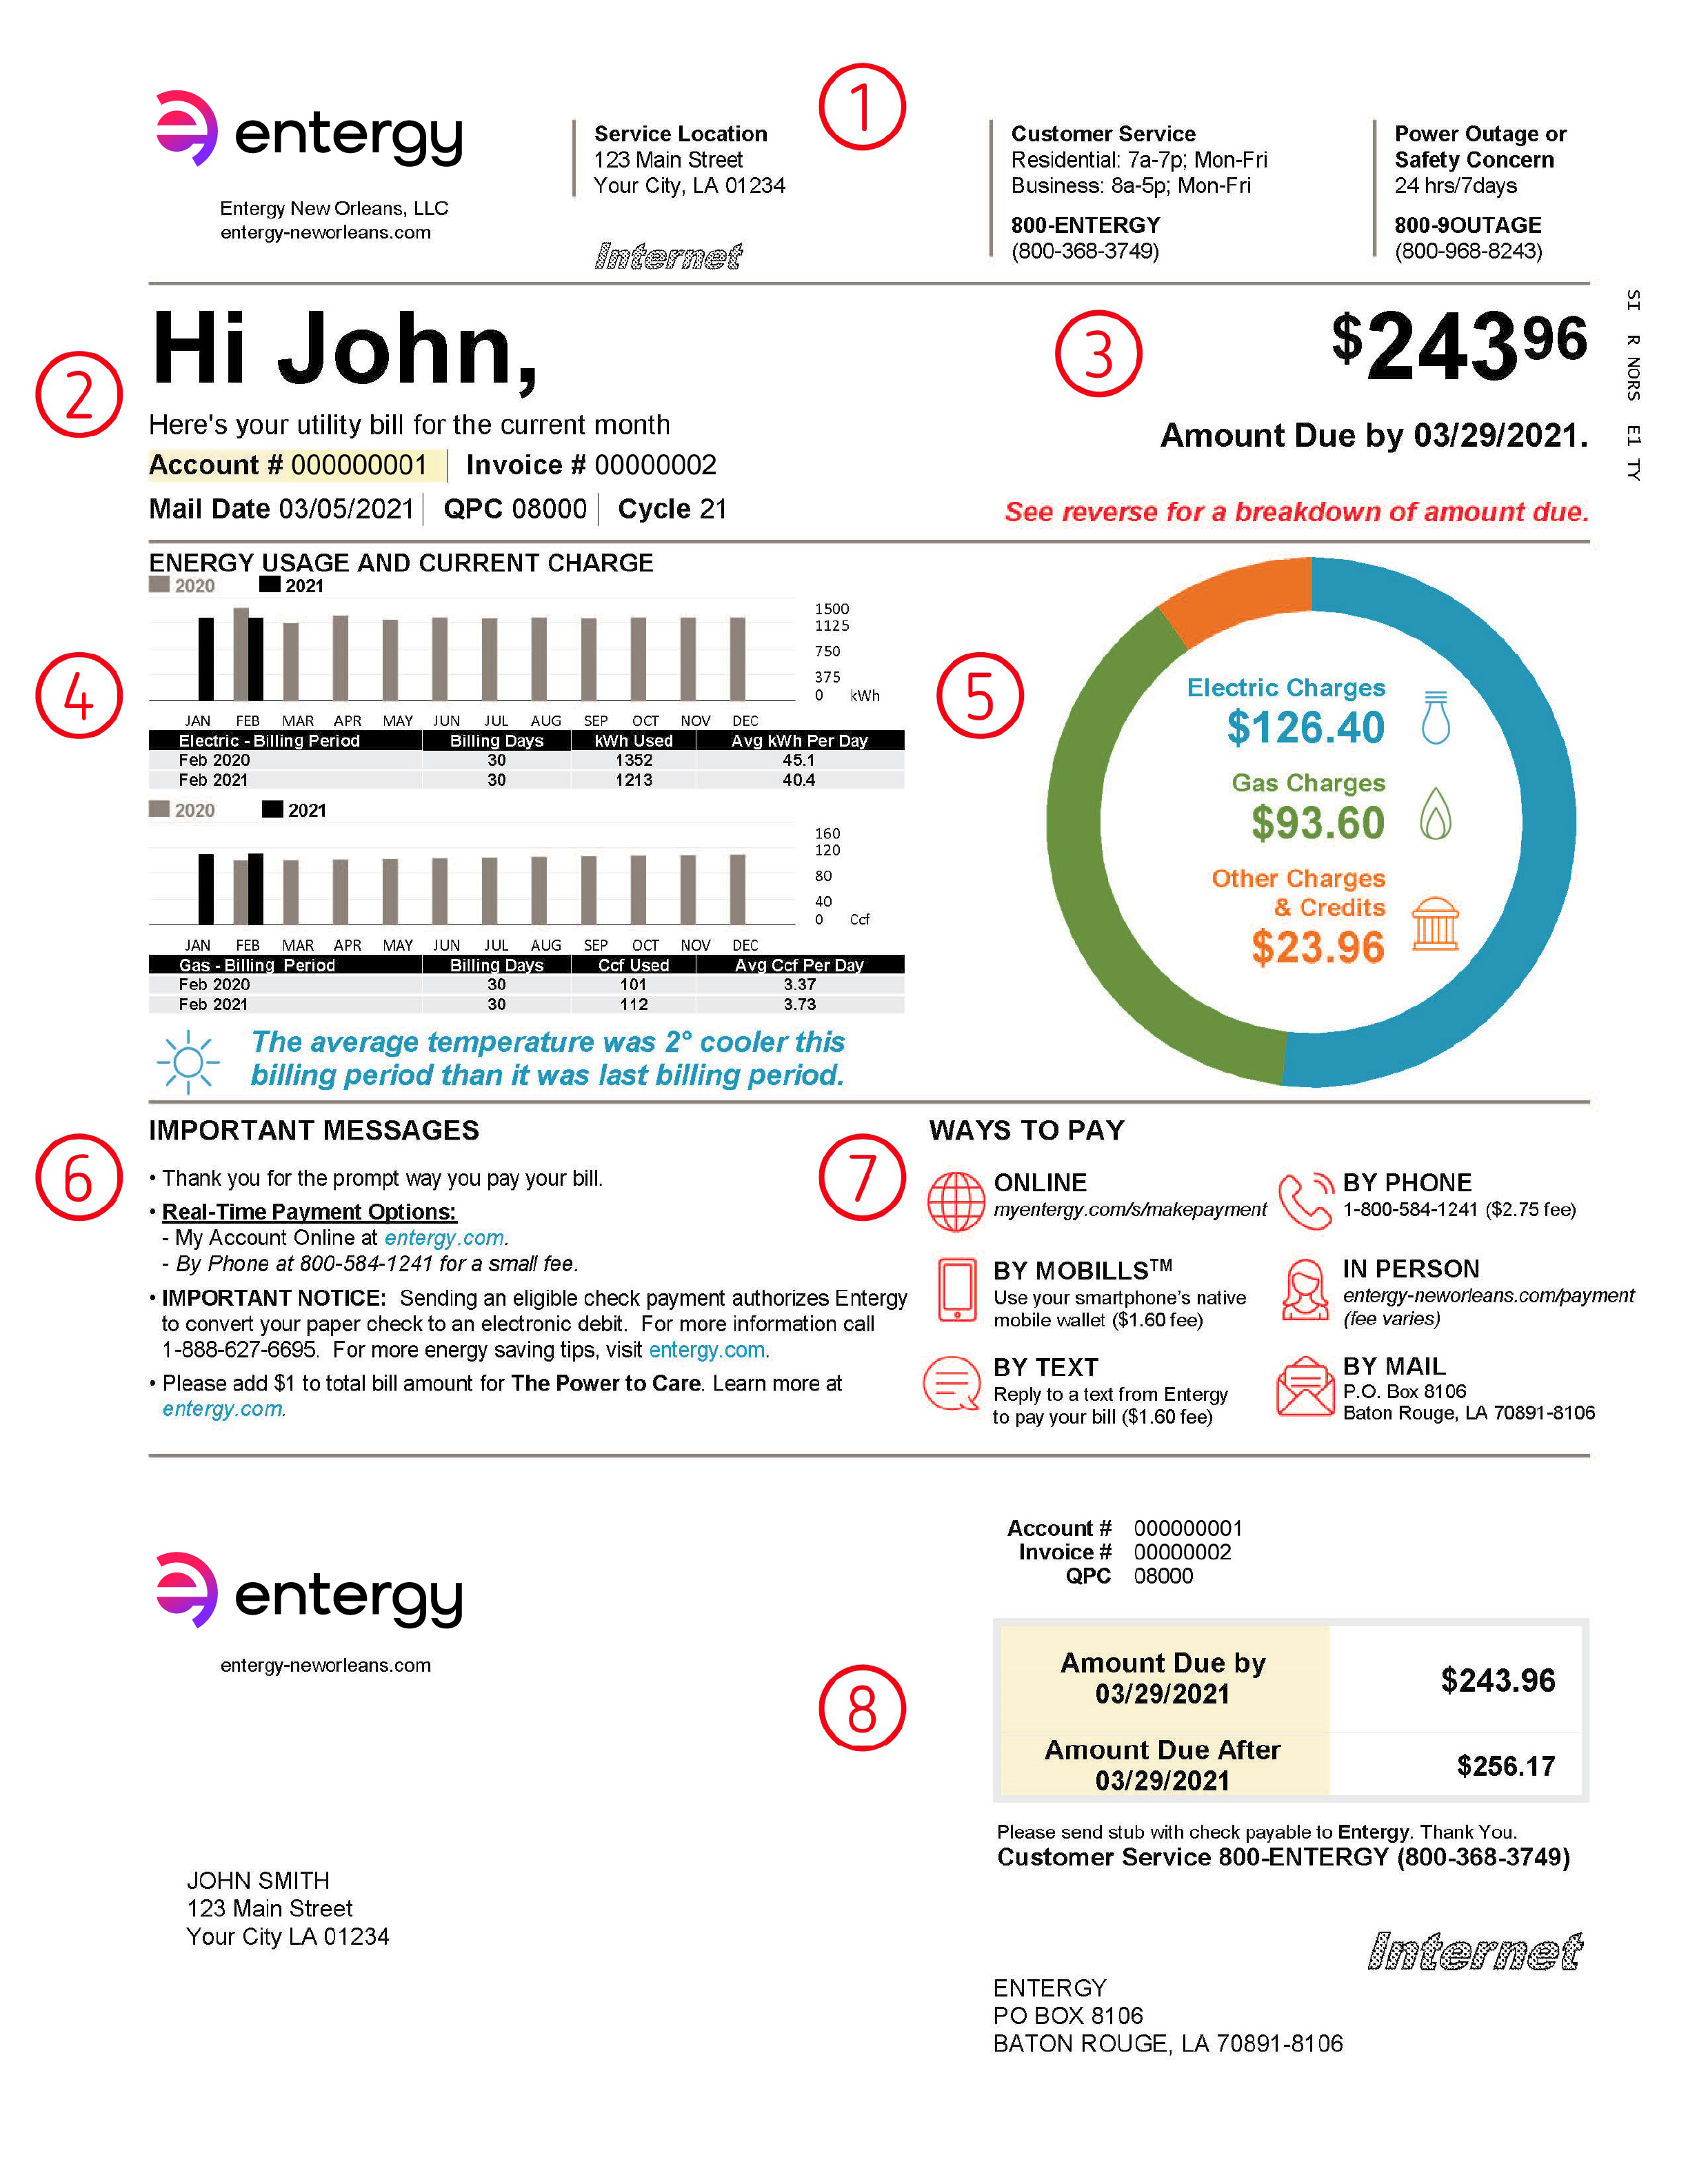 1
entergy
Entergy New Orleans, LLC
entergy-neworleans.com
Service Location
123 Main Street
Your City, LA 01234
Internet
Customer Service
Residential: 7a-7p; Mon-Fri
Business: 8a-5p; Mon-Fri
800-ENTERGY
(800-368-3749)
Power Outage or
Safety Concern
24 hrs/7days
800-9OUTAGE
(800-968-8243)
SI R NORS E1 TY
2
Hi John,
Here's your utility bill for the current month
Account # 000000001 | Invoice # 00000002
Mail Date 03/05/2021 | QPC 08000 | Cycle 21
3
$243 96
Amount Due by 03/29/2021.
See reverse for a breakdown of amount due.
4
ENERGY USAGE AND CURRENT CHARGE
2020 2021
1500
1125
750
375
0 kWh
JAN FEB MAR APR MAY JUN JUL AUG SEP OCT NOV DEC
Electric - Billing Period Billing Days kWh Used Avg kWh Per Day
Feb 2020 30 1352 45.1
Feb 2021 30 1213 40.4
2020 2021
160
120
80
40
0 Ccf
JAN FEB MAR APR MAY JUN JUL AUG SEP OCT NOV DEC
Gas - Billing Period Billing Days Ccf Used Avg Ccf Per Day
Feb 2020 30 101 3.37
Feb 2021 30 112 3.73
The average temperature was 2° cooler this
billing period than it was last billing period.
5
Electric Charges
$126.40
Gas Charges
$93.60
Other Charges
& Credits
$23.96
6
IMPORTANT MESSAGES
• Thank you for the prompt way you pay your bill.
• Real-Time Payment Options:
- My Account Online at entergy.com.
- By Phone at 800-584-1241 for a small fee.
• IMPORTANT NOTICE: Sending an eligible check payment authorizes Entergy
to convert your paper check to an electronic debit. For more information call
1-888-627-6695. For more energy saving tips, visit entergy.com.
• Please add $1 to total bill amount for The Power to Care. Learn more at
entergy.com.
7
WAYS TO PAY
ONLINE
myentergy.com/s/makepayment
BY PHONE
1-800-584-1241 ($2.75 fee)
BY MOBILLS™
Use your smartphone's native
mobile wallet ($1.60 fee)
IN PERSON
entergy-neworleans.com/payment
(fee varies)
BY TEXT
Reply to a text from Entergy
to pay your bill ($1.60 fee)
BY MAIL
P.O. Box 8106
Baton Rouge, LA 70891-8106
entergy
entergy-neworleans.com
Account # 000000001
Invoice # 00000002
QPC 08000
8
Amount Due by
03/29/2021
$243.96
Amount Due After
03/29/2021
$256.17
Please send stub with check payable to Entergy. Thank You.
Customer Service 800-ENTERGY (800-368-3749)
JOHN SMITH
123 Main Street
Your City LA 01234
Internet
ENTERGY
PO BOX 8106
BATON ROUGE, LA 70891-8106